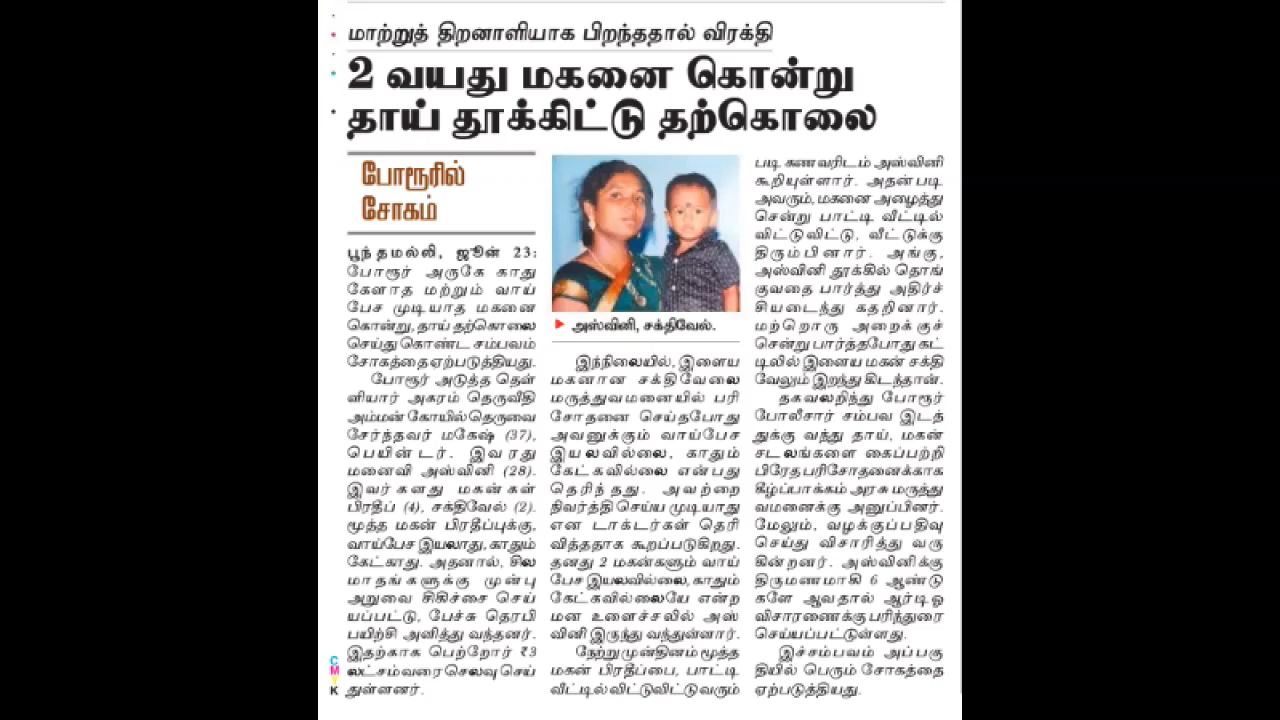 மாற்றுத் திறனாளியாக பிறந்ததால் விரக்தி
2 வயது மகனை கொன்று
தாய் தூக்கிட்டு தற்கொலை
போரூரில்
சோகம்
பூந்தமல்லி, ஜூன் 23:
போரூர் அருகே காது
கேளாத மற்றும் வாய்
பேச முடியாத மகனை
கொன்று, தாய் தற்கொலை
செய்து கொண்ட சம்பவம்
சோகத்தை ஏற்படுத்தியது.
போரூர் அடுத்த தெள்
ளியார் அகரம் தெருவீதி
அம்மன் கோயில் தெருவை
சேர்ந்தவர் மகேஷ் (37),
பெயின்டர். இவரது
மனைவி அஸ்வினி (28).
இவர்களது மகன்கள்
பிரதீப் (4), சக்திவேல் (2).
மூத்த மகன் பிரதீப்புக்கு,
வாய்பேச இயலாது, காதும்
கேட்காது. அதனால், சில
மாதங்களுக்கு முன்பு
அறுவை சிகிச்சை செய்
யப்பட்டு, பேச்சு தெரபி
பயிற்சி அளித்து வந்தனர்.
இதற்காக பெற்றோர் ₹3
லட்சம் வரை செலவு செய்
துள்ளனர்.
அஸ்வினி, சக்திவேல்.
இந்நிலையில், இளைய
மகனான சக்திவேலை
மருத்துவமனையில் பரி
சோதனை செய்தபோது
அவனுக்கும் வாய்பேச
இயலவில்லை, காதும்
கேட்கவில்லை என்பது
தெரிந்தது. அவற்றை
நிவர்த்தி செய்ய முடியாது
என டாக்டர்கள் தெரி
வித்ததாக கூறப்படுகிறது.
தனது 2 மகன்களும் வாய்
பேச இயலவில்லை, காதும்
கேட்கவில்லையே என்ற
மன உளைச்சலில் அஸ்
வினி இருந்து வந்துள்ளார்.
நேற்று முன்தினம் மூத்த
மகன் பிரதீப்பை, பாட்டி
வீட்டில் விட்டுவிட்டு வரும்
படி கணவரிடம் அஸ்வினி
கூறியுள்ளார். அதன்படி
அவரும், மகனை அழைத்து
சென்று பாட்டி வீட்டில்
விட்டுவிட்டு, வீட்டுக்கு
திரும்பினார். அங்கு,
அஸ்வினி தூக்கில் தொங்
குவதை பார்த்து அதிர்ச்
சியடைந்து கதறினார்.
மற்றொரு அறைக்குச்
சென்று பார்த்தபோது கட்
டிலில் இளைய மகன் சக்தி
வேலும் இறந்து கிடந்தான்.
தகவலறிந்து போரூர்
போலீசார் சம்பவ இடத்
துக்கு வந்து தாய், மகன்
சடலங்களை கைப்பற்றி
பிரேத பரிசோதனைக்காக
கீழ்ப்பாக்கம் அரசு மருத்து
வமனைக்கு அனுப்பினர்.
மேலும், வழக்குப்பதிவு
செய்து விசாரித்து வரு
கின்றனர். அஸ்வினிக்கு
திருமணமாகி 6 ஆண்டு
களே ஆவதால் ஆர்டிஓ
விசாரணைக்கு பரிந்துரை
செய்யப்பட்டுள்ளது.
இச்சம்பவம் அப்பகு
தியில் பெரும் சோகத்தை
ஏற்படுத்தியது.
C
M
Y
K